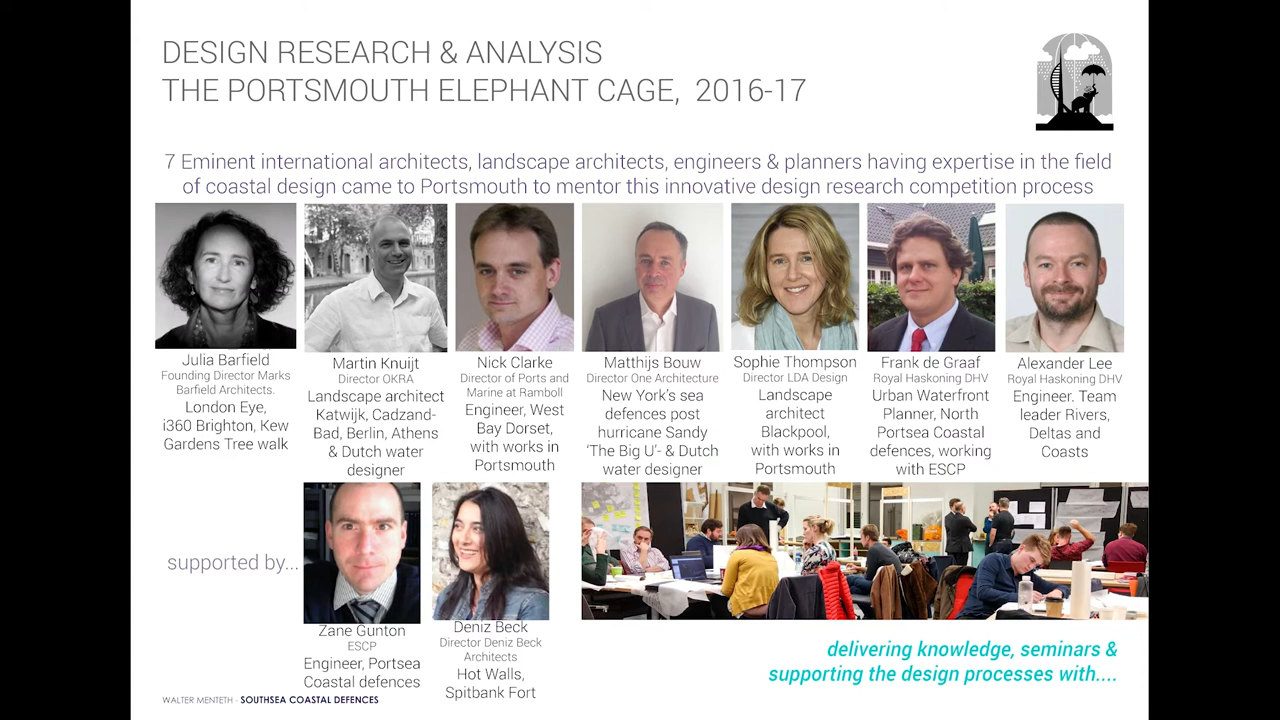 DESIGN RESEARCH & ANALYSIS
THE PORTSMOUTH ELEPHANT CAGE, 2016-17
7 Eminent international architects, landscape architects, engineers & planners having expertise in the field
of coastal design came to Portsmouth to mentor this innovative design research competition process
Julia Barfield
Founding Director Marks
Barfield Architects.
London Eye,
i360 Brighton, Kew
Gardens Tree walk
Martin Knuijt
Director OKRA
Landscape architect
Katwijk, Cadzand-
Bad, Berlin, Athens
& Dutch water
designer
Nick Clarke
Director of Ports and
Marine at Ramboll
Engineer, West
Bay Dorset,
with works in
Portsmouth
Matthijs Bouw
Director One Architecture
New York's sea
defences post
hurricane Sandy
'The Big U'- & Dutch
water designer
Sophie Thompson
Director LDA Design
Landscape
architect
Blackpool,
with works in
Portsmouth
Frank de Graaf
Royal Haskoning DHV
Urban Waterfront
Planner, North
Portsea Coastal
defences, working
with ESCP
Alexander Lee
Royal Haskoning DHV
Engineer. Team
leader Rivers,
Deltas and
Coasts
supported by...
Zane Gunton
ESCP
Engineer, Portsea
Coastal defences
Deniz Beck
Director Deniz Beck
Architects
Hot Walls,
Spitbank Fort
delivering knowledge, seminars &
supporting the design processes with....
WALTER MENTETH - SOUTHSEA COASTAL DEFENCES